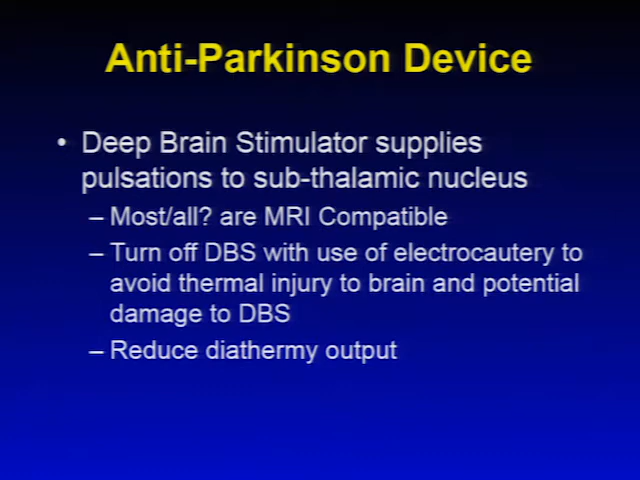 Anti-Parkinson Device
• Deep Brain Stimulator supplies
pulsations to sub-thalamic nucleus
– Most/all? are MRI Compatible
– Turn off DBS with use of electrocautery to
avoid thermal injury to brain and potential
damage to DBS
– Reduce diathermy output